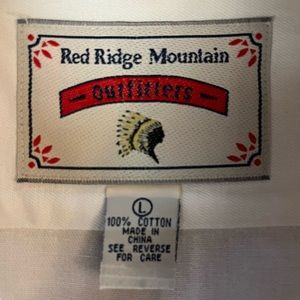 Red Ridge Mountain
- outfitters -
L
100% COTTON
MADE IN
CHINA
SEE REVERSE
FOR CARE